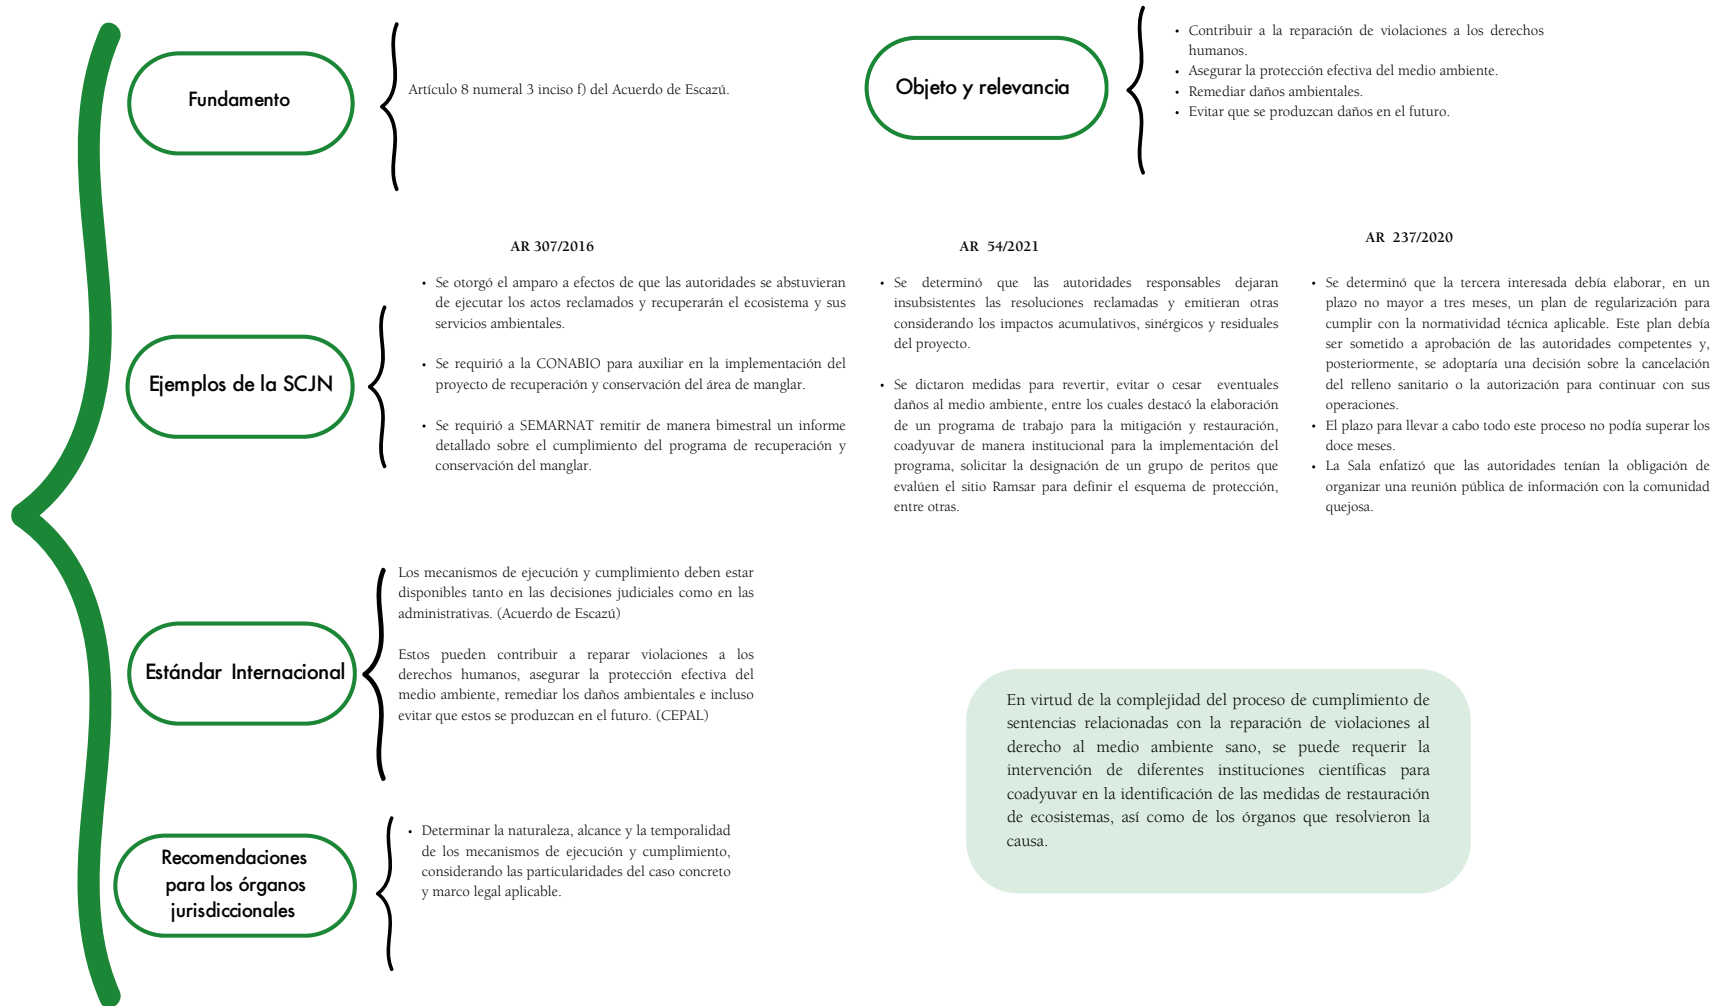 Fundamento
Artículo 8 numeral 3 inciso f) del Acuerdo de Escazú.
Objeto y relevancia
• Contribuir a la reparación de violaciones a los derechos
humanos.
• Asegurar la protección efectiva del medio ambiente.
• Remediar daños ambientales.
• Evitar que se produzcan daños en el futuro.
Ejemplos de la SCJN
AR 307/2016
• Se otorgó el amparo a efectos de que las autoridades se abstuvieran
de ejecutar los actos reclamados y recuperarán el ecosistema y sus
servicios ambientales.
• Se requirió a la CONABIO para auxiliar en la implementación del
proyecto de recuperación y conservación del área de manglar.
• Se requirió a SEMARNAT remitir de manera bimestral un informe
detallado sobre el cumplimiento del programa de recuperación y
conservación del manglar.
AR 54/2021
• Se determinó que las autoridades responsables dejaran
insubsistentes las resoluciones reclamadas y emitieran otras
considerando los impactos acumulativos, sinérgicos y residuales
del proyecto.
• Se dictaron medidas para revertir, evitar o cesar eventuales
daños al medio ambiente, entre los cuales destacó la elaboración
de un programa de trabajo para la mitigación y restauración,
coadyuvar de manera institucional para la implementación del
programa, solicitar la designación de un grupo de peritos que
evalúen el sitio Ramsar para definir el esquema de protección,
entre otras.
AR 237/2020
• Se determinó que la tercera interesada debía elaborar, en un
plazo no mayor a tres meses, un plan de regularización para
cumplir con la normatividad técnica aplicable. Este plan debía
ser sometido a aprobación de las autoridades competentes y,
posteriormente, se adoptaría una decisión sobre la cancelación
del relleno sanitario o la autorización para continuar con sus
operaciones.
• El plazo para llevar a cabo todo este proceso no podía superar los
doce meses.
• La Sala enfatizó que las autoridades tenían la obligación de
organizar una reunión pública de información con la comunidad
quejosa.
Estándar Internacional
Los mecanismos de ejecución y cumplimiento deben estar
disponibles tanto en las decisiones judiciales como en las
administrativas. (Acuerdo de Escazú)
Estos pueden contribuir a reparar violaciones a los
derechos humanos, asegurar la protección efectiva del
medio ambiente, remediar los daños ambientales e incluso
evitar que estos se produzcan en el futuro. (CEPAL)
En virtud de la complejidad del proceso de cumplimiento de
sentencias relacionadas con la reparación de violaciones al
derecho al medio ambiente sano, se puede requerir la
intervención de diferentes instituciones científicas para
coadyuvar en la identificación de las medidas de restauración
de ecosistemas, así como de los órganos que resolvieron la
causa.
Recomendaciones
para los órganos
jurisdiccionales
• Determinar la naturaleza, alcance y la temporalidad
de los mecanismos de ejecución y cumplimiento,
considerando las particularidades del caso concreto
y marco legal aplicable.